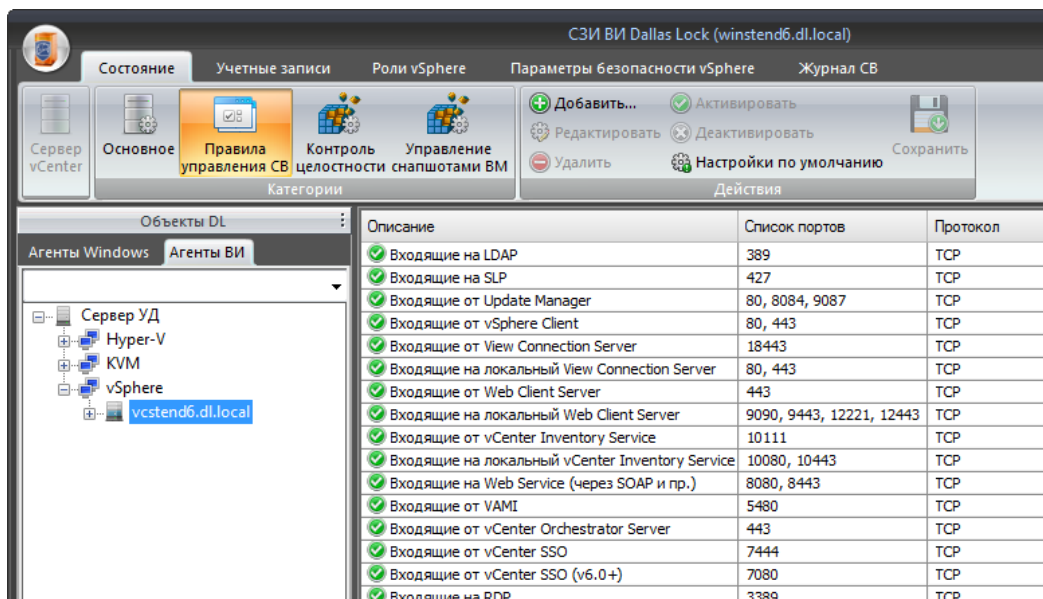 СЗИ ВИ Dallas Lock (winstend6.dl.local)
Состояние Учетные записи Роли vSphere Параметры безопасности vSphere Журнал СВ
Сервер vCenter
Основное
Правила управления СВ
Контроль целостности
Управление снапшотами ВМ
Категории
Добавить... Активировать
Редактировать Деактивировать
Удалить Настройки по умолчанию
Сохранить
Действия
Объекты DL
Агенты Windows Агенты ВИ
Сервер УД
Hyper-V
KVM
vSphere
vcstend6.dl.local
Описание Список портов Протокол
Входящие на LDAP 389 TCP
Входящие на SLP 427 TCP
Входящие от Update Manager 80, 8084, 9087 TCP
Входящие от vSphere Client 80, 443 TCP
Входящие от View Connection Server 18443 TCP
Входящие на локальный View Connection Server 80, 443 TCP
Входящие от Web Client Server 443 TCP
Входящие на локальный Web Client Server 9090, 9443, 12221, 12443 TCP
Входящие от vCenter Inventory Service 10111 TCP
Входящие на локальный vCenter Inventory Service 10080, 10443 TCP
Входящие на Web Service (через SOAP и пр.) 8080, 8443 TCP
Входящие от VAMI 5480 TCP
Входящие от vCenter Orchestrator Server 443 TCP
Входящие от vCenter SSO 7444 TCP
Входящие от vCenter SSO (v6.0+) 7080 TCP
Входящие на RDP 3389 TCP